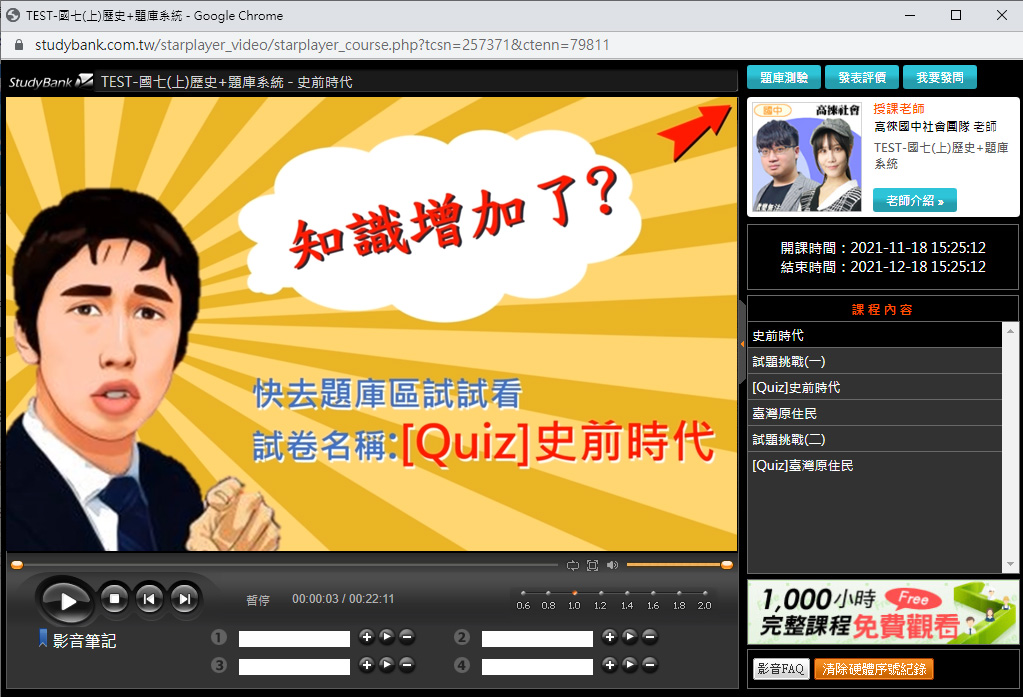 TEST-國七(上)歷史+題庫系統 - Google Chrome
studybank.com.tw/starplayer_video/starplayer_course.php?tcsn=257371&ctenn=79811
StudyBank TEST-國七(上)歷史+題庫系統 - 史前時代
題庫測驗 發表評價 我要發問
知識增加了?
快去題庫區試試看
試卷名稱:[Quiz]史前時代
國中 高徠社會
授課老師
高徠國中社會團隊 老師
TEST-國七(上)歷史+題庫
系統
老師介紹 »
開課時間：2021-11-18 15:25:12
結束時間：2021-12-18 15:25:12
課程內容
史前時代
試題挑戰(一)
[Quiz]史前時代
臺灣原住民
試題挑戰(二)
[Quiz]臺灣原住民
暫停 00:00:03 / 00:22:11
0.6 0.8 1.0 1.2 1.4 1.6 1.8 2.0
影音筆記
1 2
3 4
1,000小時 Free
完整課程免費觀看
影音FAQ 清除硬體序號紀錄